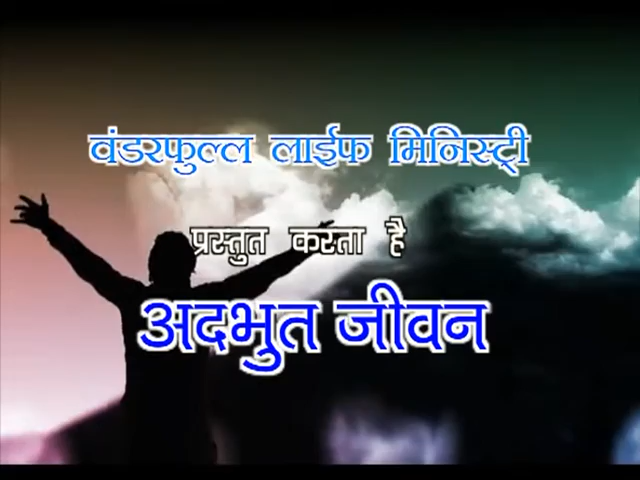 वंडरफुल्ल लाईफ मिनिस्ट्री
प्रस्तुत करता है
अदभुत जीवन